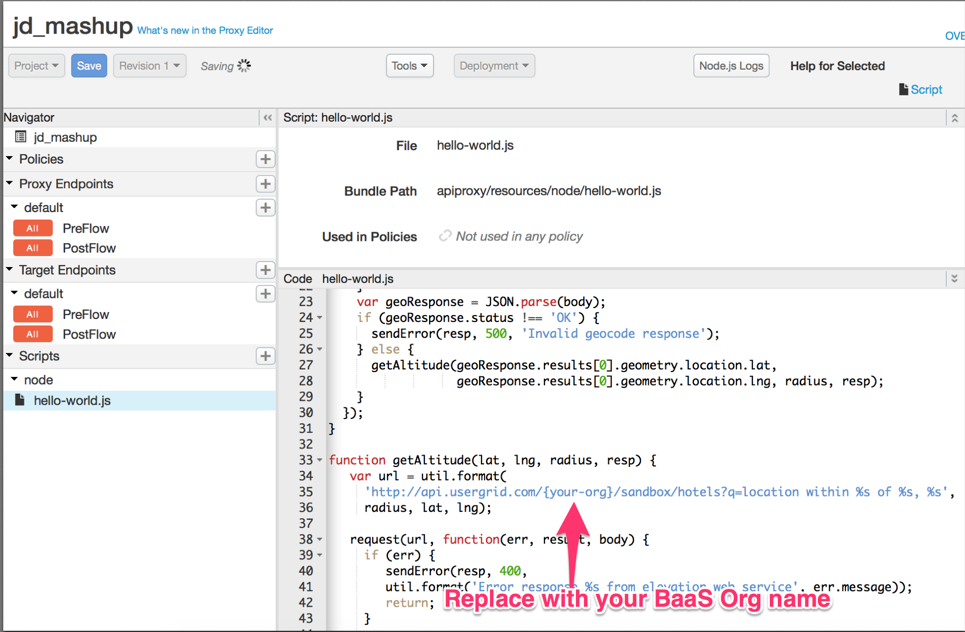 jd_mashup What's new in the Proxy Editor
OVE
Project Save Revision 1 Saving Tools Deployment Node.js Logs Help for Selected
Script
Navigator
jd_mashup
Policies
Proxy Endpoints
default
All PreFlow
All PostFlow
Target Endpoints
default
All PreFlow
All PostFlow
Scripts
node
hello-world.js
Script: hello-world.js
File hello-world.js
Bundle Path apiproxy/resources/node/hello-world.js
Used in Policies Not used in any policy
Code hello-world.js
22 }
23 var geoResponse = JSON.parse(body);
24 if (geoResponse.status !== 'OK') {
25 sendError(resp, 500, 'Invalid geocode response');
26 } else {
27 getAltitude(geoResponse.results[0].geometry.location.lat,
28 geoResponse.results[0].geometry.location.lng, radius, resp);
29 }
30 });
31 }
32
33 function getAltitude(lat, lng, radius, resp) {
34 var url = util.format(
35 'http://api.usergrid.com/{your-org}/sandbox/hotels?q=location within %s of %s, %s',
36 radius, lat, lng);
37
38 request(url, function(err, result, body) {
39 if (err) {
40 sendError(resp, 400,
41 util.format('Error response %s from elevation web service', err.message));
42 return;
43 }
Replace with your BaaS Org name